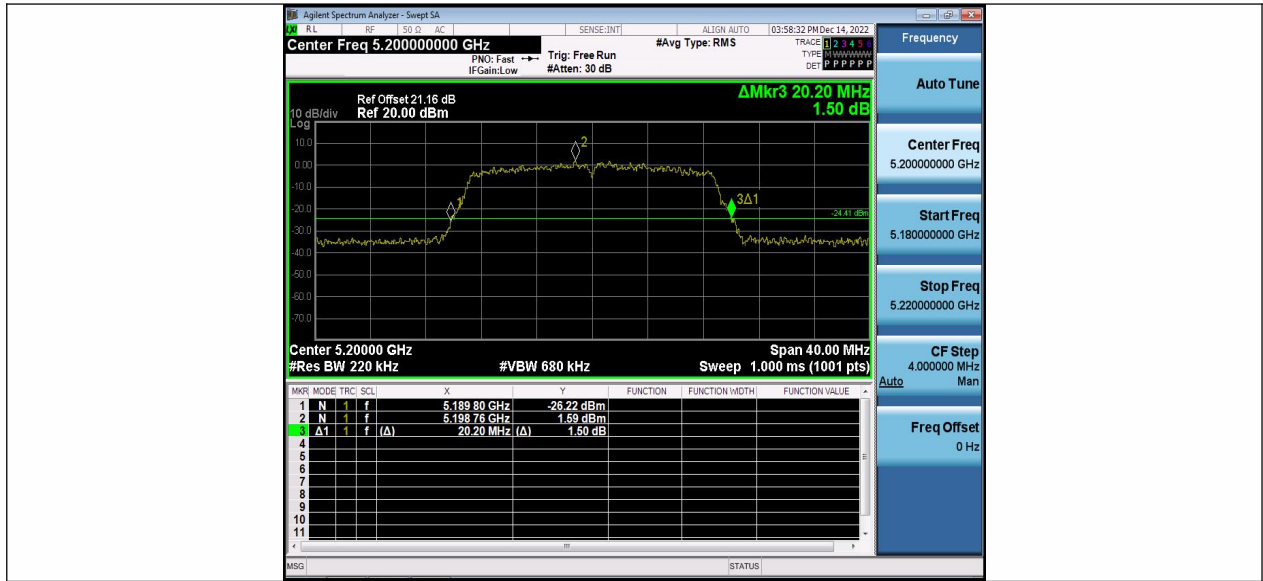 Agilent Spectrum Analyzer - Swept SA
RL RF 50 Ω AC SENSE:INT ALIGN AUTO 03:58:32 PM Dec 14, 2022
Center Freq 5.200000000 GHz
#Avg Type: RMS
TRACE 1 2 3 4 5 6
PNO: Fast Trig: Free Run
TYPE M WWWWW
IFGain:Low #Atten: 30 dB
DET P P P P P P
ΔMkr3 20.20 MHz
1.50 dB
Ref Offset 21.16 dB
10 dB/div Ref 20.00 dBm
Log
10.0
0.00
-10.0
-20.0
-30.0
-40.0
-50.0
-60.0
-70.0
2
1
3Δ1
-24.41 dBm
Center 5.20000 GHz Span 40.00 MHz
#Res BW 220 kHz #VBW 680 kHz Sweep 1.000 ms (1001 pts)
MKR MODE TRC SCL X Y FUNCTION FUNCTION WIDTH FUNCTION VALUE
1 N 1 f 5.189 80 GHz -26.22 dBm
2 N 1 f 5.198 76 GHz 1.59 dBm
3 Δ1 1 f (Δ) 20.20 MHz (Δ) 1.50 dB
4
5
6
7
8
9
10
11
MSG STATUS
Frequency
Auto Tune
Center Freq
5.200000000 GHz
Start Freq
5.180000000 GHz
Stop Freq
5.220000000 GHz
CF Step
4.000000 MHz
Auto Man
Freq Offset
0 Hz